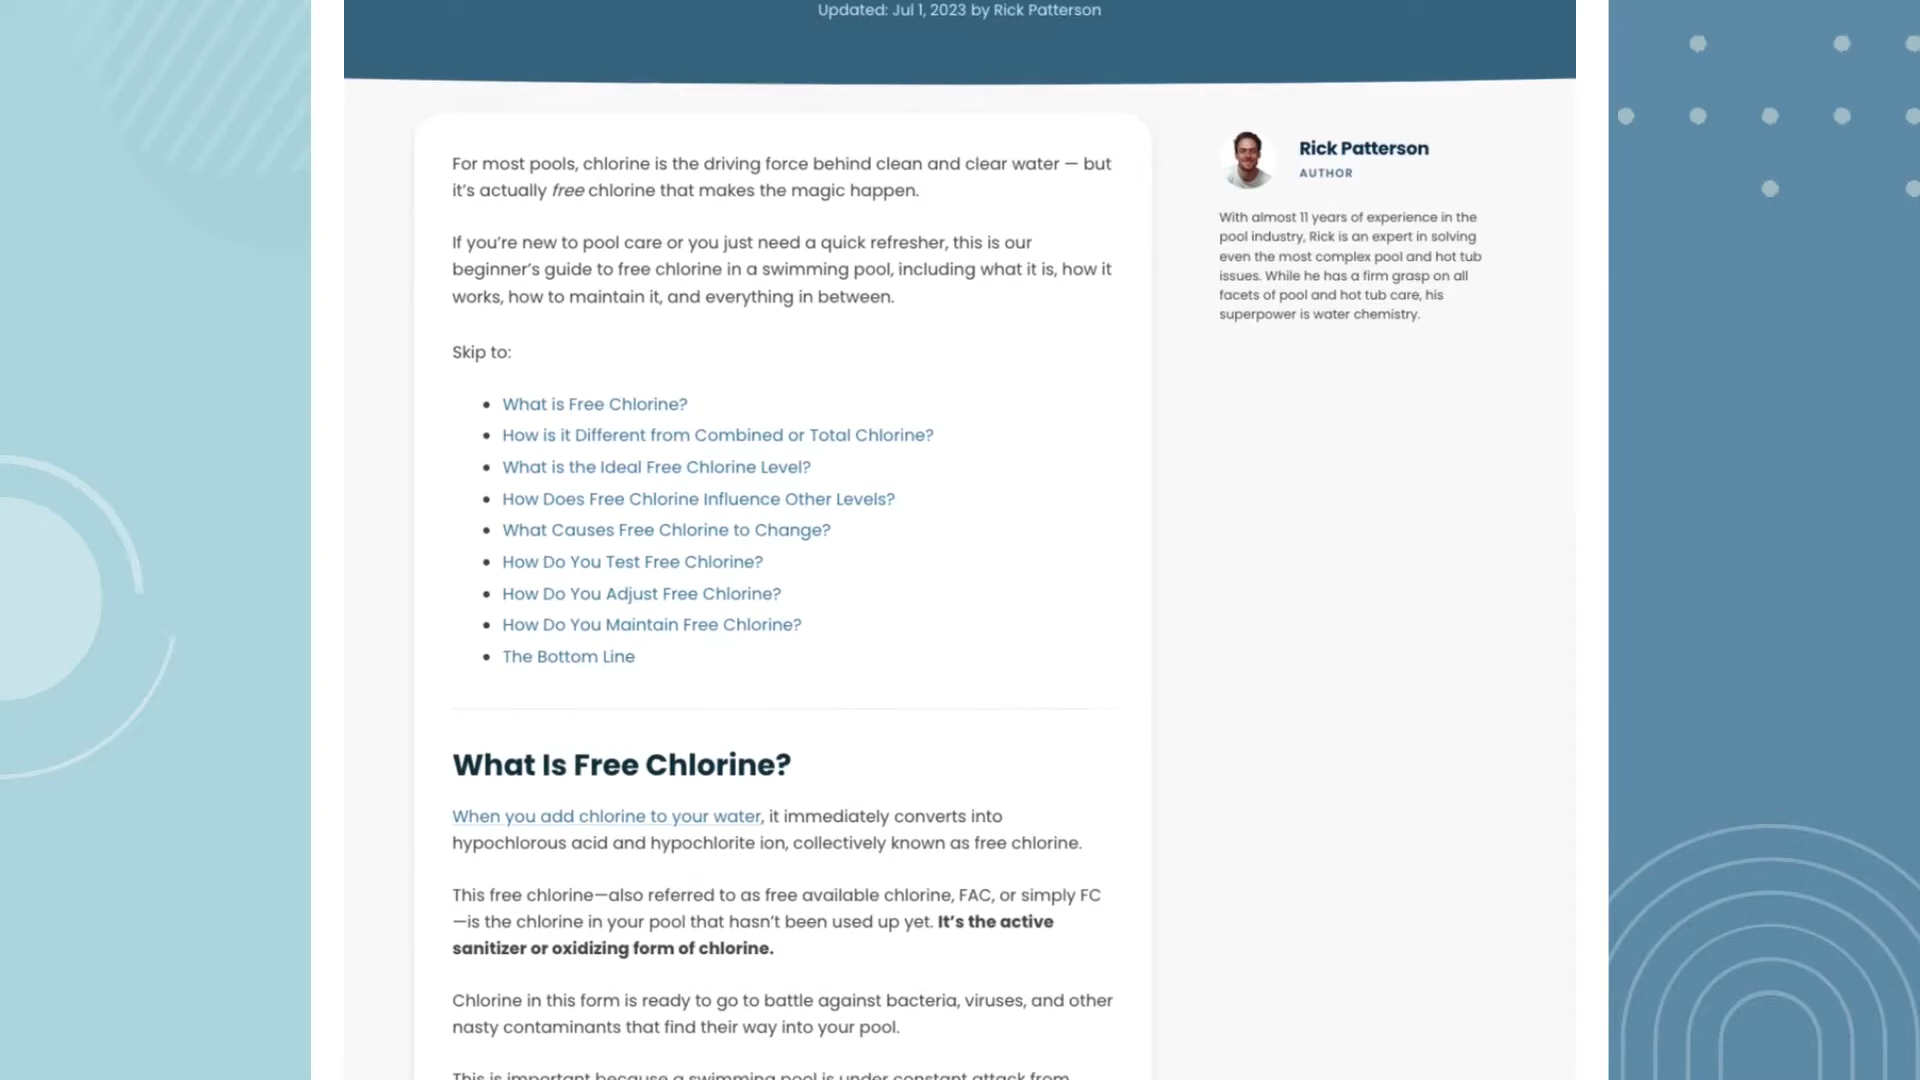 Updated: Jul 1, 2023 by Rick Patterson
For most pools, chlorine is the driving force behind clean and clear water — but
it's actually free chlorine that makes the magic happen.
If you're new to pool care or you just need a quick refresher, this is our
beginner's guide to free chlorine in a swimming pool, including what it is, how it
works, how to maintain it, and everything in between.
Skip to:
• What is Free Chlorine?
• How is it Different from Combined or Total Chlorine?
• What is the Ideal Free Chlorine Level?
• How Does Free Chlorine Influence Other Levels?
• What Causes Free Chlorine to Change?
• How Do You Test Free Chlorine?
• How Do You Adjust Free Chlorine?
• How Do You Maintain Free Chlorine?
• The Bottom Line
What Is Free Chlorine?
When you add chlorine to your water, it immediately converts into
hypochlorous acid and hypochlorite ion, collectively known as free chlorine.
This free chlorine—also referred to as free available chlorine, FAC, or simply FC
—is the chlorine in your pool that hasn't been used up yet. It's the active
sanitizer or oxidizing form of chlorine.
Chlorine in this form is ready to go to battle against bacteria, viruses, and other
nasty contaminants that find their way into your pool.
This is important because a swimming pool is under constant attack from
Rick Patterson
AUTHOR
With almost 11 years of experience in the
pool industry, Rick is an expert in solving
even the most complex pool and hot tub
issues. While he has a firm grasp on all
facets of pool and hot tub care, his
superpower is water chemistry.